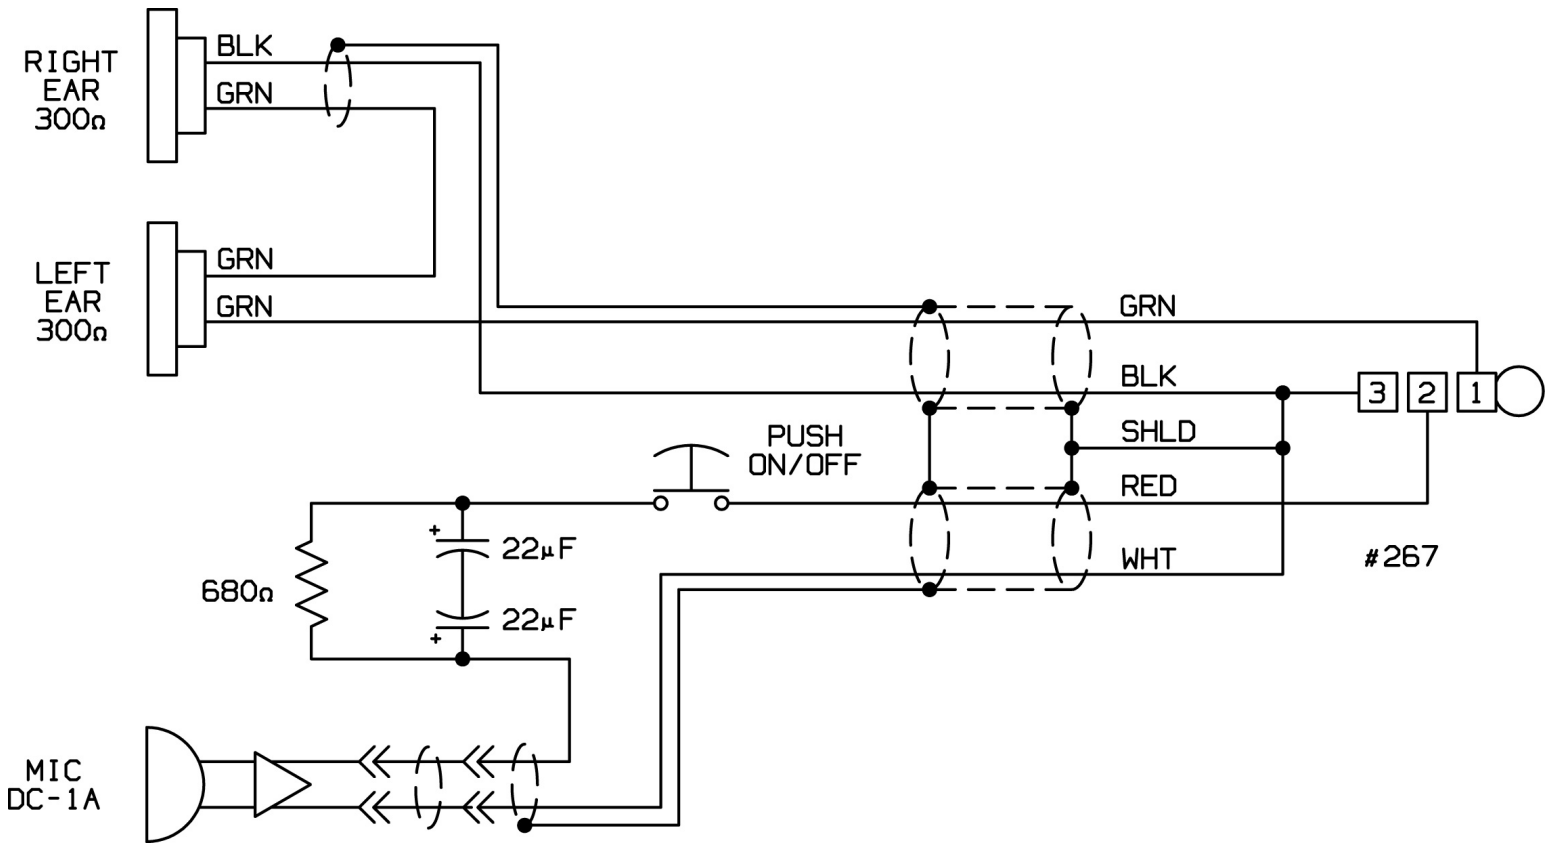 RIGHT
EAR
300Ω
BLK
GRN
LEFT
EAR
300Ω
GRN
GRN
GRN
BLK
3 2 1
SHLD
PUSH
ON/OFF
RED
+
22µF
WHT
#267
680Ω
22µF
+
MIC
DC-1A